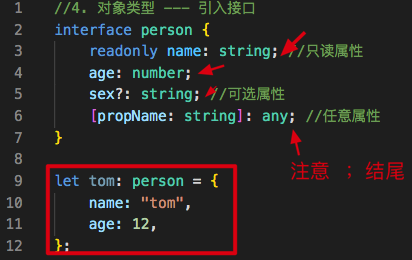 1 //4. 对象类型 --- 引入接口
2 interface person {
3 readonly name: string; //只读属性
4 age: number;
5 sex?: string; //可选属性
6 [propName: string]: any; //任意属性
7 }
注意 ; 结尾
8
9 let tom: person = {
10 name: "tom",
11 age: 12,
12 };